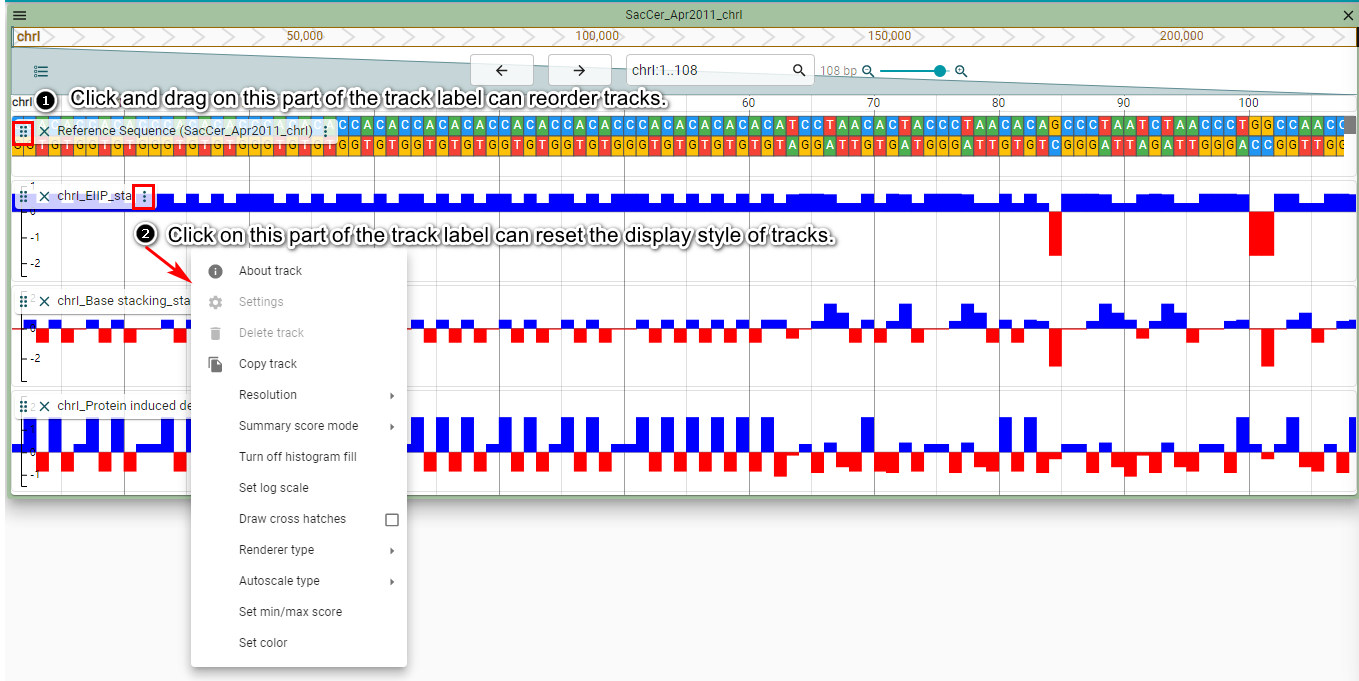 SacCer_Apr2011_chrI
chrI 50,000 100,000 150,000 200,000
chrI:1..108 108 bp
chrI 60 70 80 90 100
1 Click and drag on this part of the track label can reorder tracks.
Reference Sequence (SacCer_Apr2011_chrI)
chrI_EIIP_sta
0
-1
-2
2 Click on this part of the track label can reset the display style of tracks.
chrI_Base stacking_sta
-2
chrI_Protein induced de
-1
About track
Settings
Delete track
Copy track
Resolution
Summary score mode
Turn off histogram fill
Set log scale
Draw cross hatches
Renderer type
Autoscale type
Set min/max score
Set color